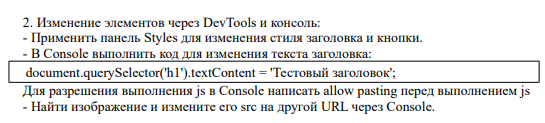 2. Изменение элементов через DevTools и консоль:
- Применить панель Styles для изменения стиля заголовка и кнопки.
- В Console выполнить код для изменения текста заголовка:
document.querySelector('h1').textContent = 'Тестовый заголовок';
Для разрешения выполнения js в Console написать allow pasting перед выполнением js
- Найти изображение и измените его src на другой URL через Console.